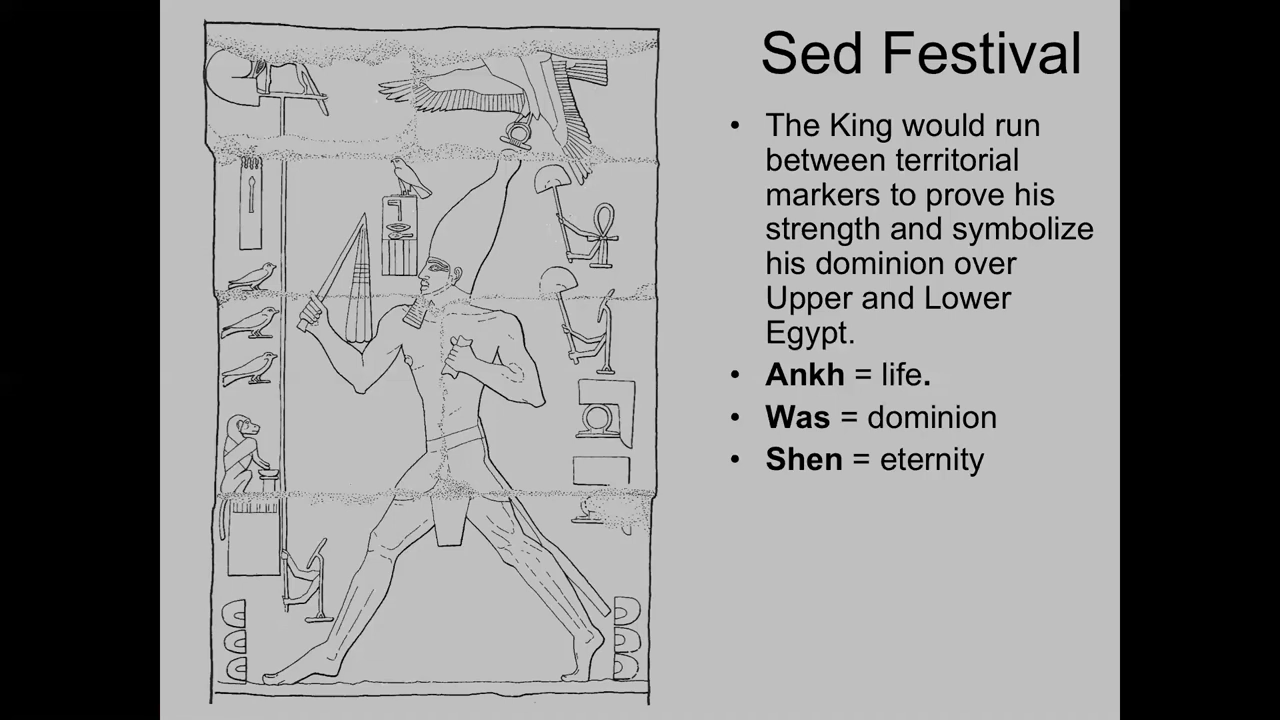 Sed Festival
• The King would run
between territorial
markers to prove his
strength and symbolize
his dominion over
Upper and Lower
Egypt.
• Ankh = life.
• Was = dominion
• Shen = eternity